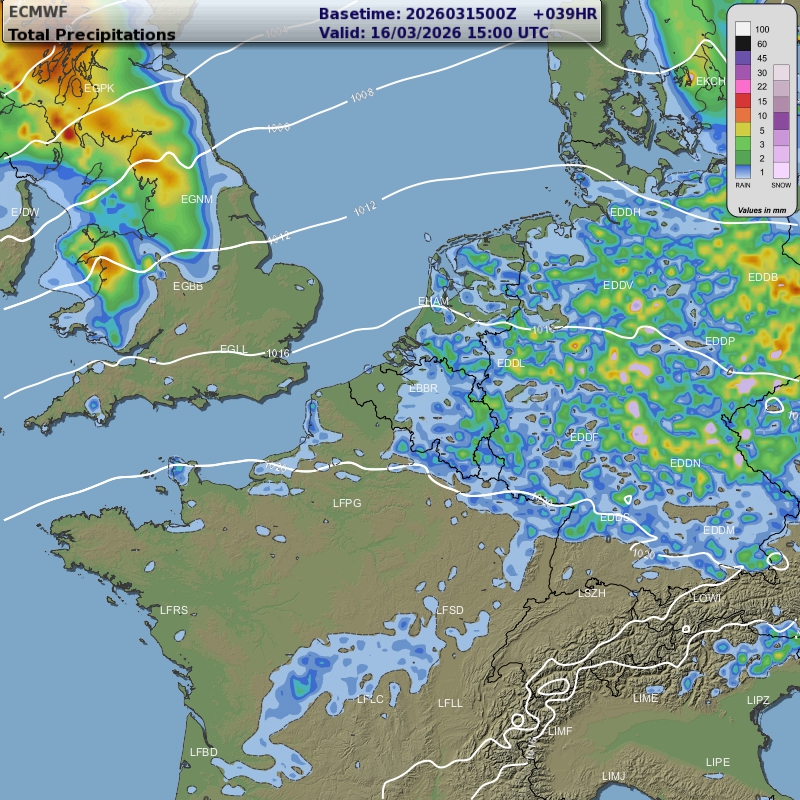 ECMWF
Basetime: 2026031500Z +039HR
Total Precipitations
Valid: 16/03/2026 15:00 UTC
100
60
45
30
22
15
10
5
3
2
1
RAIN SNOW
Values in mm
EGPK
EKCH
1008
EGNM
1012
EDDH
1012
EGBB
EDDV
EDDB
EHAM
EDDP
EGLL
1016
EDDL
EBBR
EDDF
EDDN
LFPG
EDDS
EDDM
LSZH
LOWI
LFRS
LFSD
LFLC
LFLL
LIME
LIPZ
LIMF
LFBD
LIPE
LIMJ